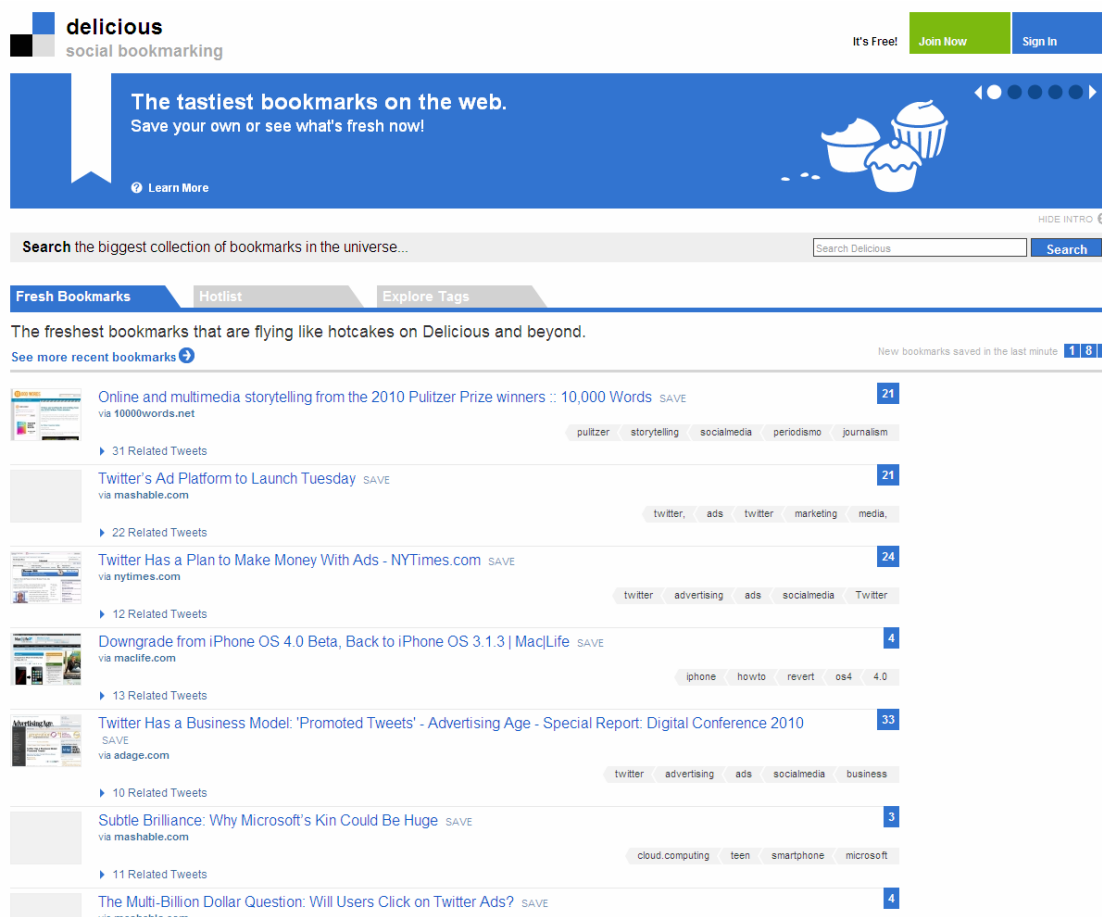 delicious
social bookmarking
It's Free!
Join Now
Sign In
The tastiest bookmarks on the web.
Save your own or see what's fresh now!
? Learn More
HIDE INTRO
Search the biggest collection of bookmarks in the universe...
Search Delicious
Search
Fresh Bookmarks
Hotlist
Explore Tags
The freshest bookmarks that are flying like hotcakes on Delicious and beyond.
See more recent bookmarks
New bookmarks saved in the last minute 1 8
Online and multimedia storytelling from the 2010 Pulitzer Prize winners :: 10,000 Words SAVE
21
via 10000words.net
pulitzer storytelling socialmedia periodismo journalism
31 Related Tweets
Twitter's Ad Platform to Launch Tuesday SAVE
21
via mashable.com
twitter, ads twitter marketing media,
22 Related Tweets
Twitter Has a Plan to Make Money With Ads - NYTimes.com SAVE
24
via nytimes.com
twitter advertising ads socialmedia Twitter
12 Related Tweets
Downgrade from iPhone OS 4.0 Beta, Back to iPhone OS 3.1.3 | Mac|Life SAVE
4
via maclife.com
iphone howto revert os4 4.0
13 Related Tweets
Advertising Age
Twitter Has a Business Model: 'Promoted Tweets' - Advertising Age - Special Report: Digital Conference 2010
33
SAVE
via adage.com
twitter advertising ads socialmedia business
10 Related Tweets
Subtle Brilliance: Why Microsoft's Kin Could Be Huge SAVE
3
via mashable.com
cloud.computing teen smartphone microsoft
11 Related Tweets
The Multi-Billion Dollar Question: Will Users Click on Twitter Ads? SAVE
4
via mashable.com